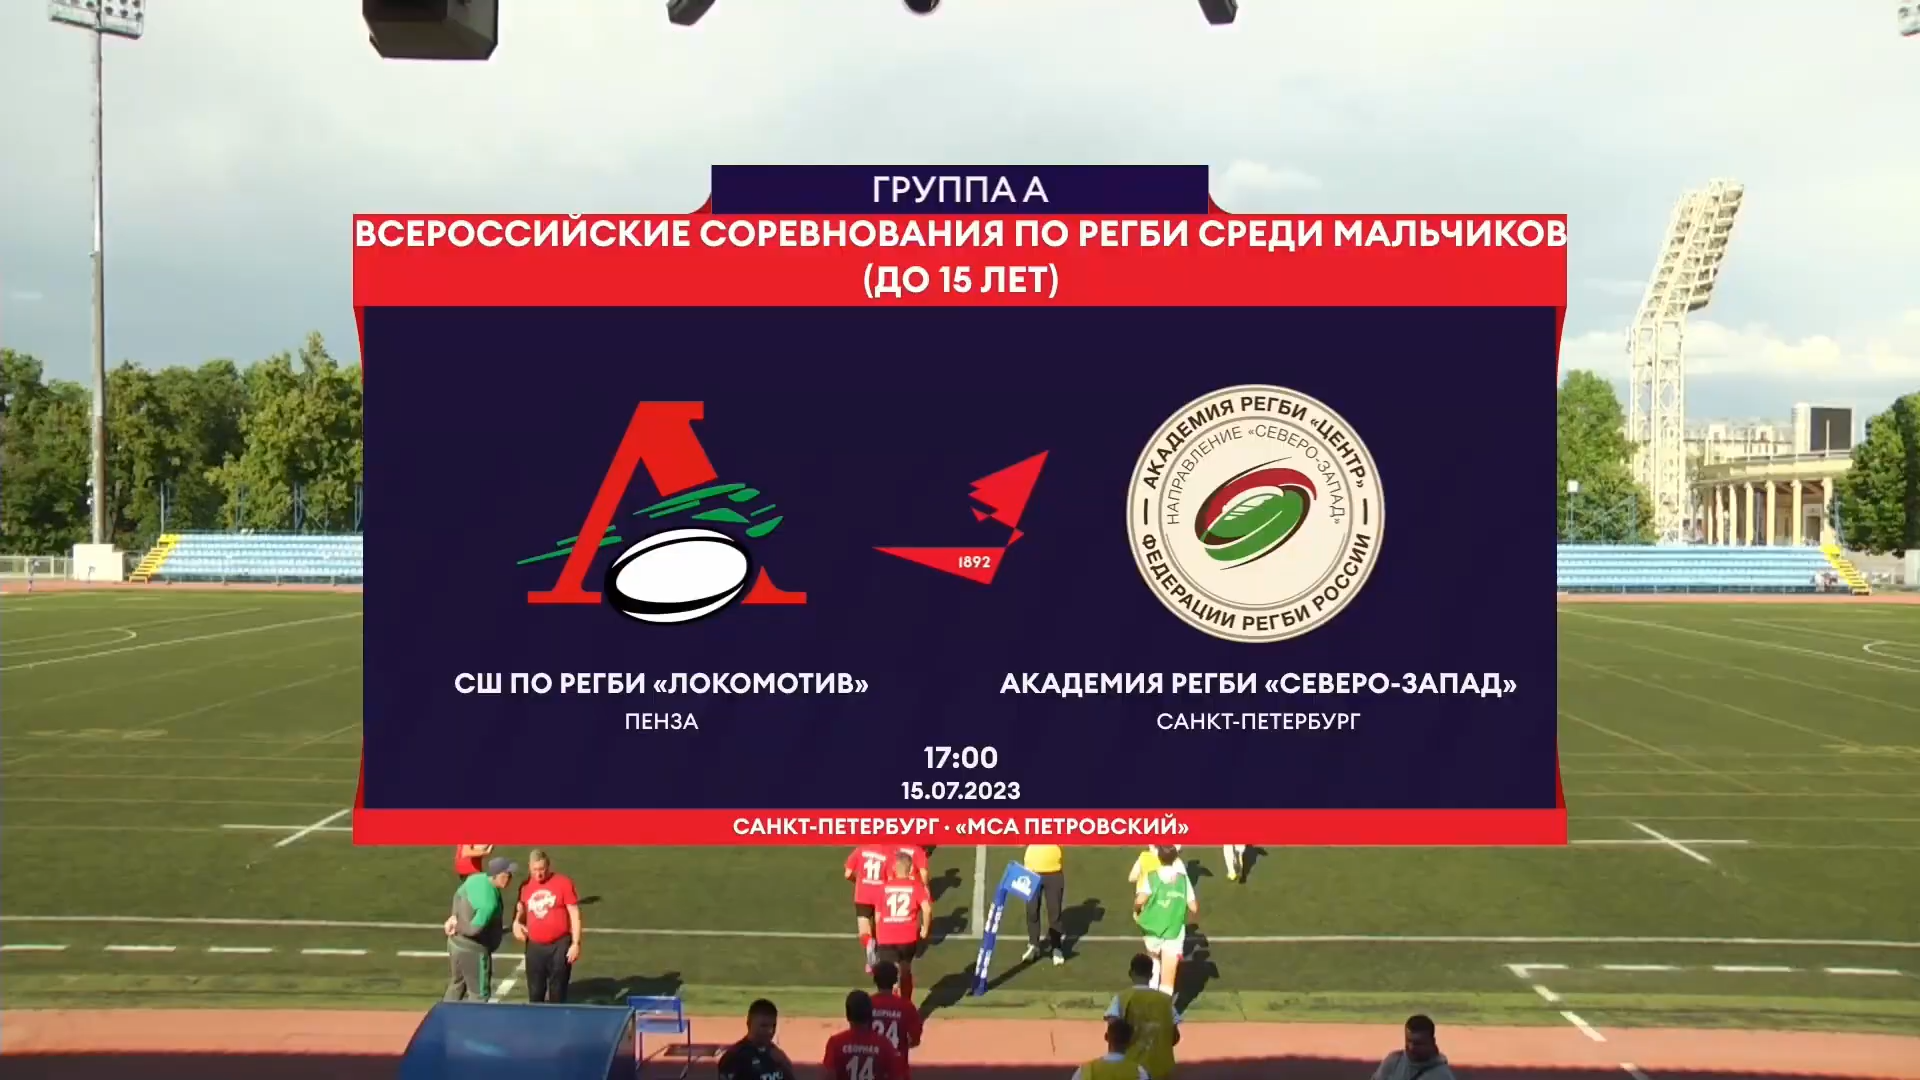 ГРУППА А
ВСЕРОССИЙСКИЕ СОРЕВНОВАНИЯ ПО РЕГБИ СРЕДИ МАЛЬЧИКОВ
(ДО 15 ЛЕТ)
АКАДЕМИЯ РЕГБИ «ЦЕНТР»
НАПРАВЛЕНИЕ «СЕВЕРО-ЗАПАД»
ФЕДЕРАЦИИ РЕГБИ РОССИИ
1892
СШ ПО РЕГБИ «ЛОКОМОТИВ»
ПЕНЗА
АКАДЕМИЯ РЕГБИ «СЕВЕРО-ЗАПАД»
САНКТ-ПЕТЕРБУРГ
17:00
15.07.2023
САНКТ-ПЕТЕРБУРГ · «МСА ПЕТРОВСКИЙ»
11
12
СБОРНАЯ
24
СБОРНАЯ
14